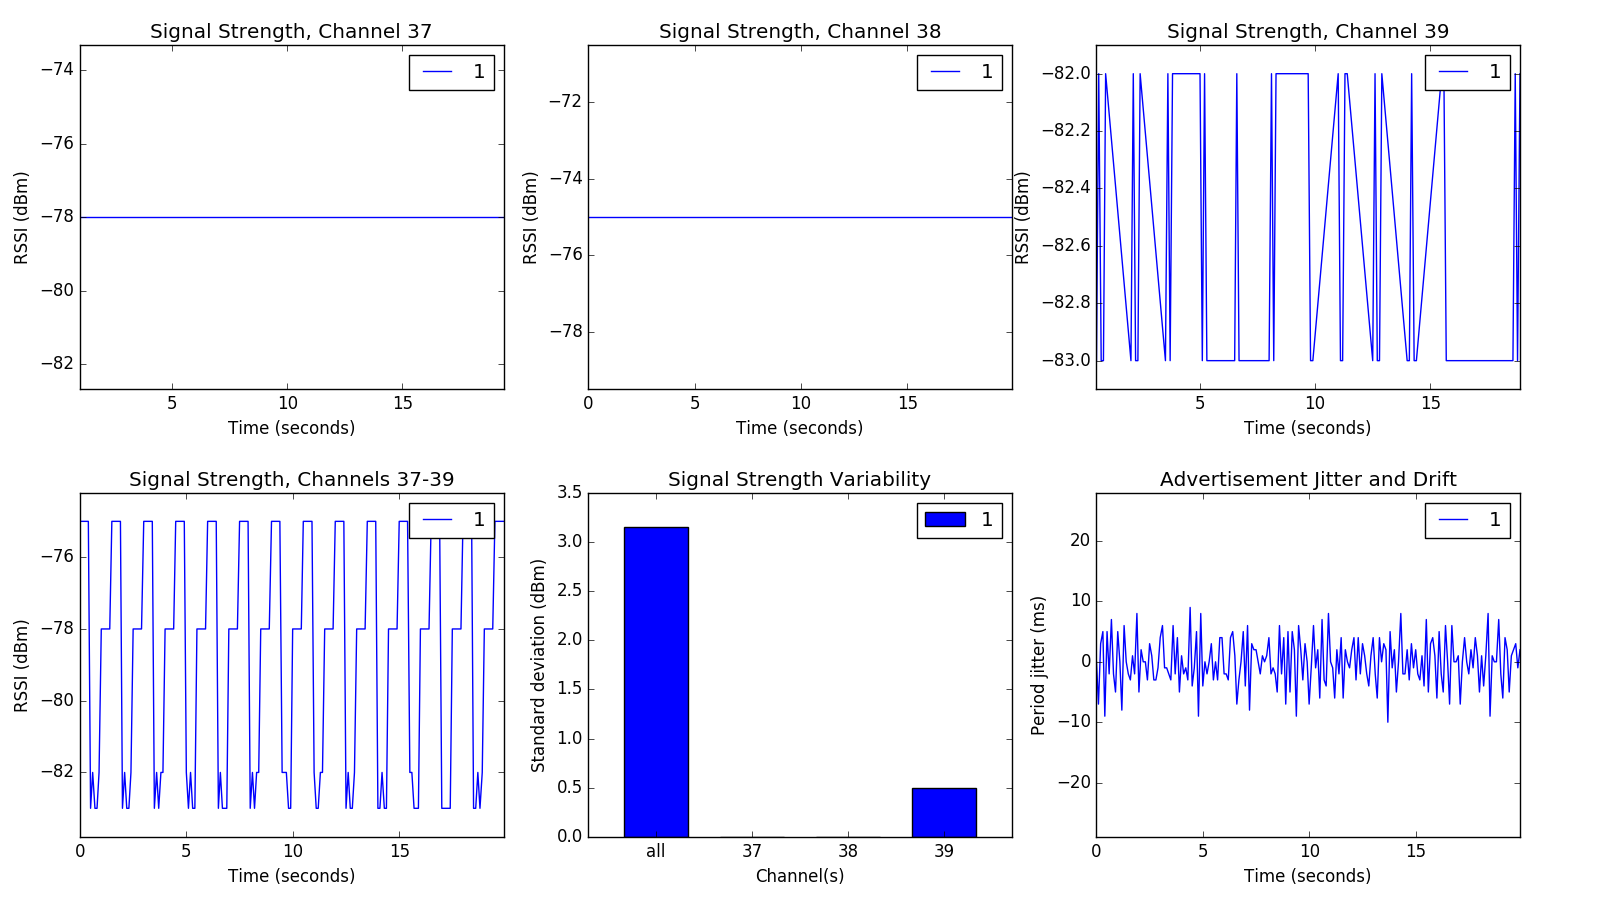 Signal Strength, Channel 37
1
−74
−76
−78
−80
−82
RSSI (dBm)
5 10 15
Time (seconds)
Signal Strength, Channel 38
1
−72
−74
−76
−78
RSSI (dBm)
0 5 10 15
Time (seconds)
Signal Strength, Channel 39
1
−82.0
−82.2
−82.4
−82.6
−82.8
−83.0
RSSI (dBm)
5 10 15
Time (seconds)
Signal Strength, Channels 37-39
1
−76
−78
−80
−82
RSSI (dBm)
0 5 10 15
Time (seconds)
Signal Strength Variability
1
3.5
3.0
2.5
2.0
1.5
1.0
0.5
0.0
Standard deviation (dBm)
all 37 38 39
Channel(s)
Advertisement Jitter and Drift
1
20
10
0
−10
−20
Period jitter (ms)
0 5 10 15
Time (seconds)